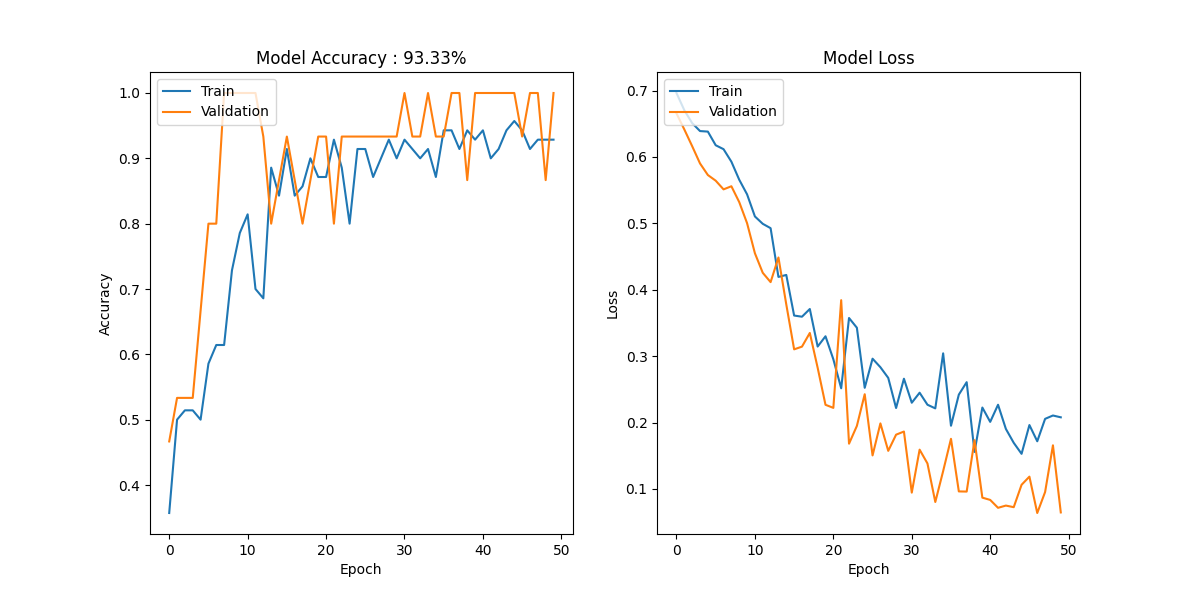 Model Accuracy : 93.33%
Train
Validation
1.0
0.9
0.8
0.7
0.6
0.5
0.4
Accuracy
0 10 20 30 40 50
Epoch
Model Loss
Train
Validation
0.7
0.6
0.5
0.4
0.3
0.2
0.1
Loss
0 10 20 30 40 50
Epoch